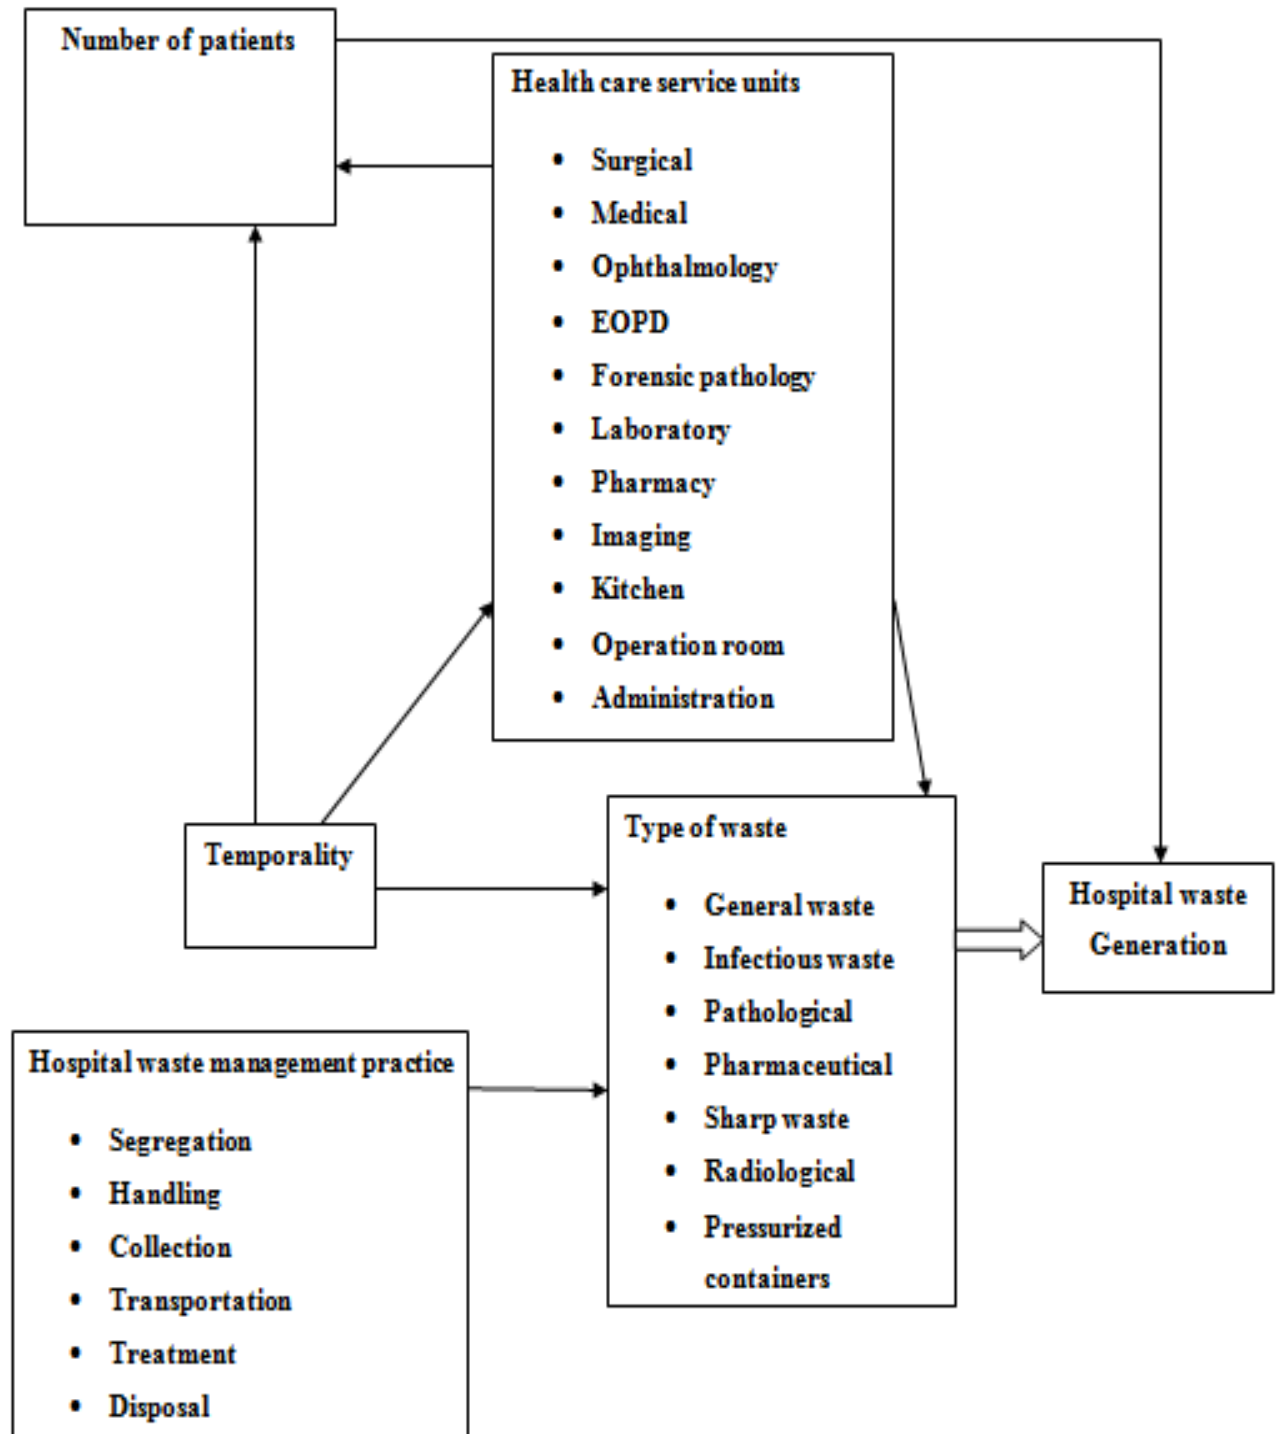 Number of patients
Health care service units
• Surgical
• Medical
• Ophthalmology
• EOPD
• Forensic pathology
• Laboratory
• Pharmacy
• Imaging
• Kitchen
• Operation room
• Administration
Temporality
Type of waste
• General waste
• Infectious waste
• Pathological
• Pharmaceutical
• Sharp waste
• Radiological
• Pressurized
containers
Hospital waste
Generation
Hospital waste management practice
• Segregation
• Handling
• Collection
• Transportation
• Treatment
• Disposal